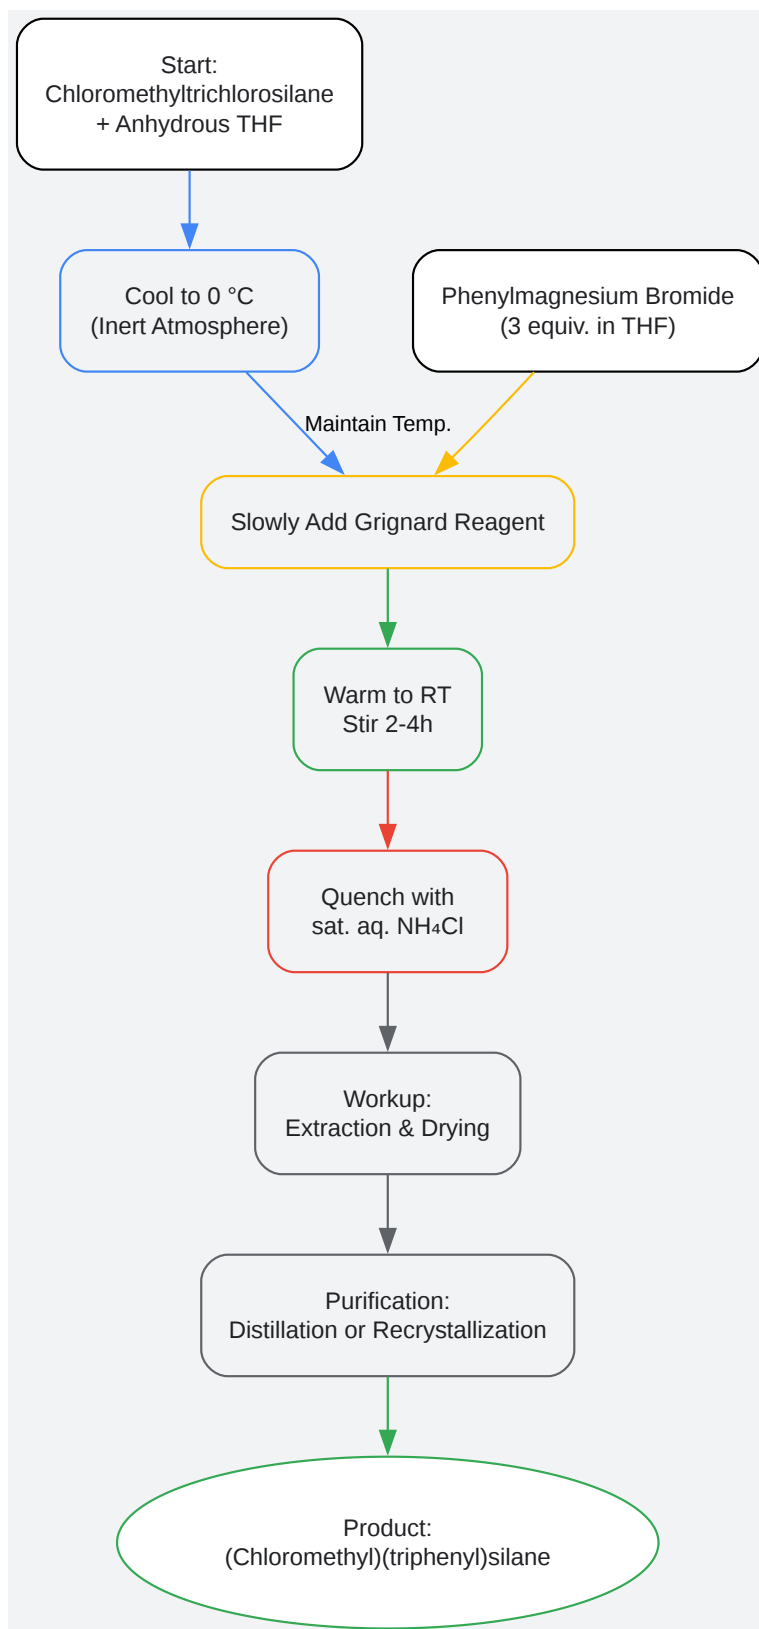 Start:
Chloromethyltrichlorosilane
+ Anhydrous THF
Cool to 0 °C
(Inert Atmosphere)
Phenylmagnesium Bromide
(3 equiv. in THF)
Maintain Temp.
Slowly Add Grignard Reagent
Warm to RT
Stir 2-4h
Quench with
sat. aq. NH₄Cl
Workup:
Extraction & Drying
Purification:
Distillation or Recrystallization
Product:
(Chloromethyl)(triphenyl)silane